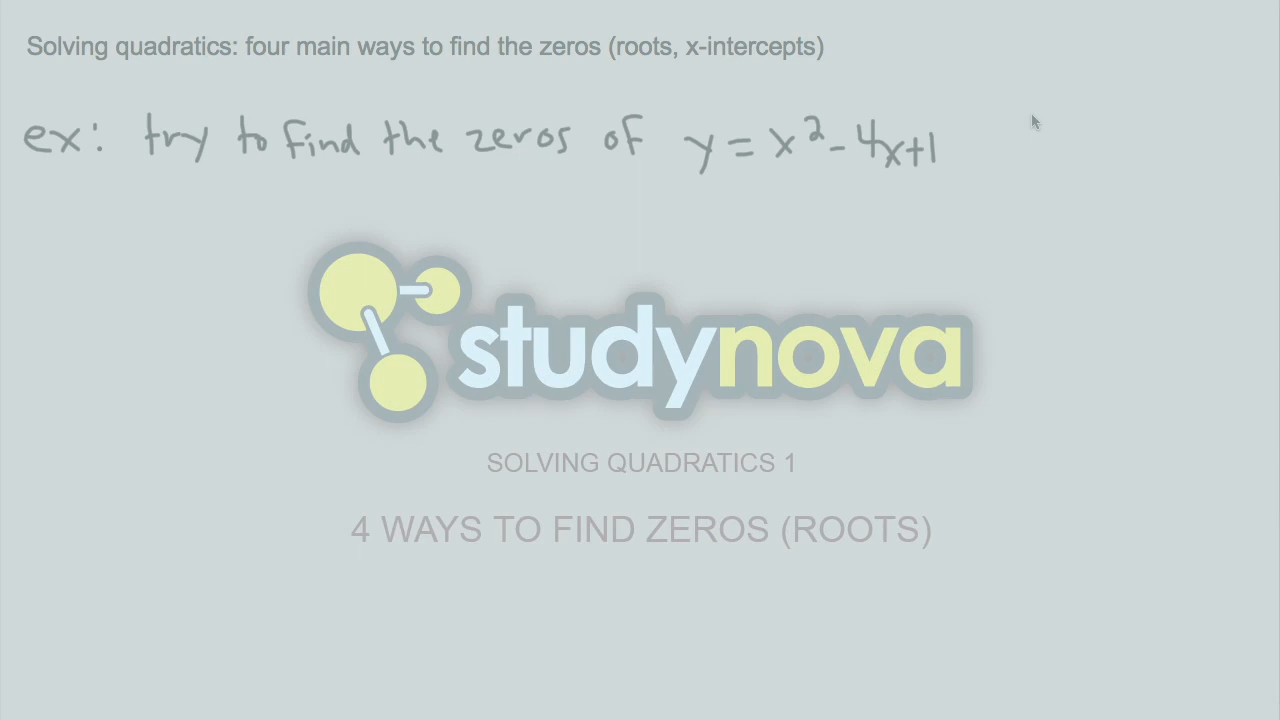 Solving quadratics: four main ways to find the zeros (roots, x-intercepts)
ex: try to find the zeros of y = x² - 4x+1
studynova
SOLVING QUADRATICS 1
4 WAYS TO FIND ZEROS (ROOTS)